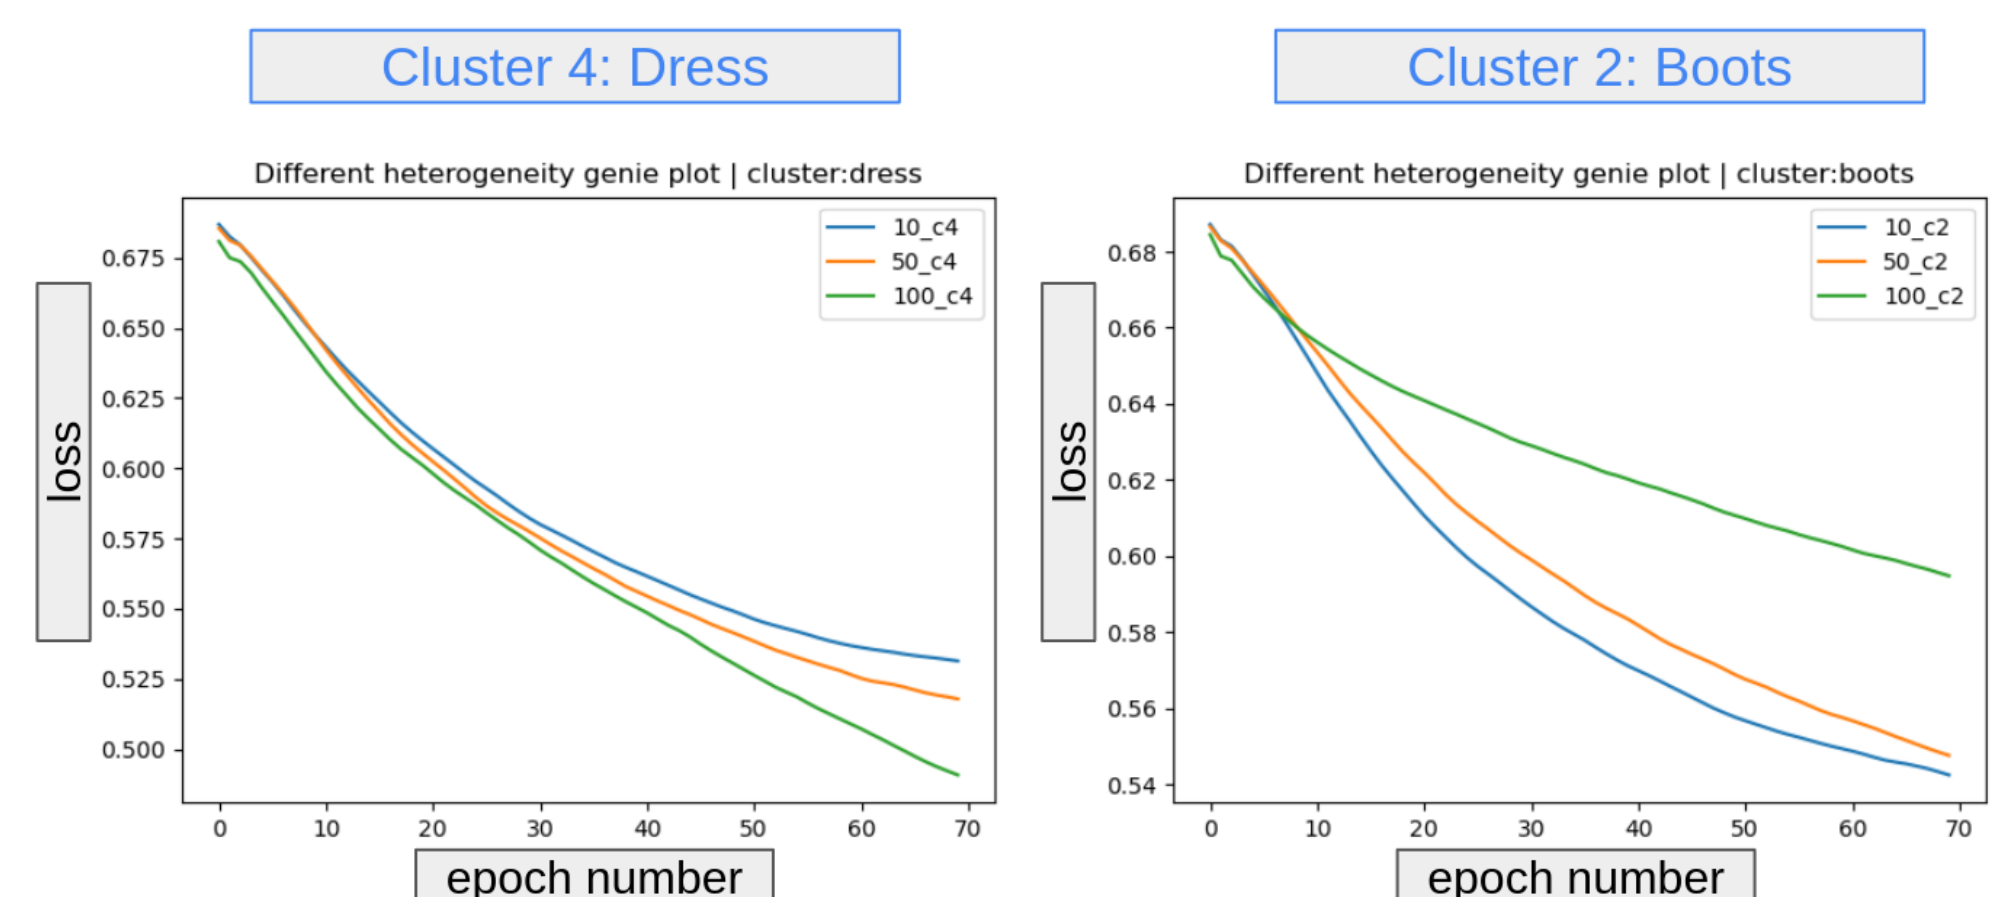 Cluster 4: Dress
Different heterogeneity genie plot | cluster:dress
10_c4
50_c4
100_c4
0.675
0.650
0.625
0.600
0.575
0.550
0.525
0.500
loss
0 10 20 30 40 50 60 70
epoch number
Cluster 2: Boots
Different heterogeneity genie plot | cluster:boots
10_c2
50_c2
100_c2
0.68
0.66
0.64
0.62
0.60
0.58
0.56
0.54
loss
0 10 20 30 40 50 60 70
epoch number